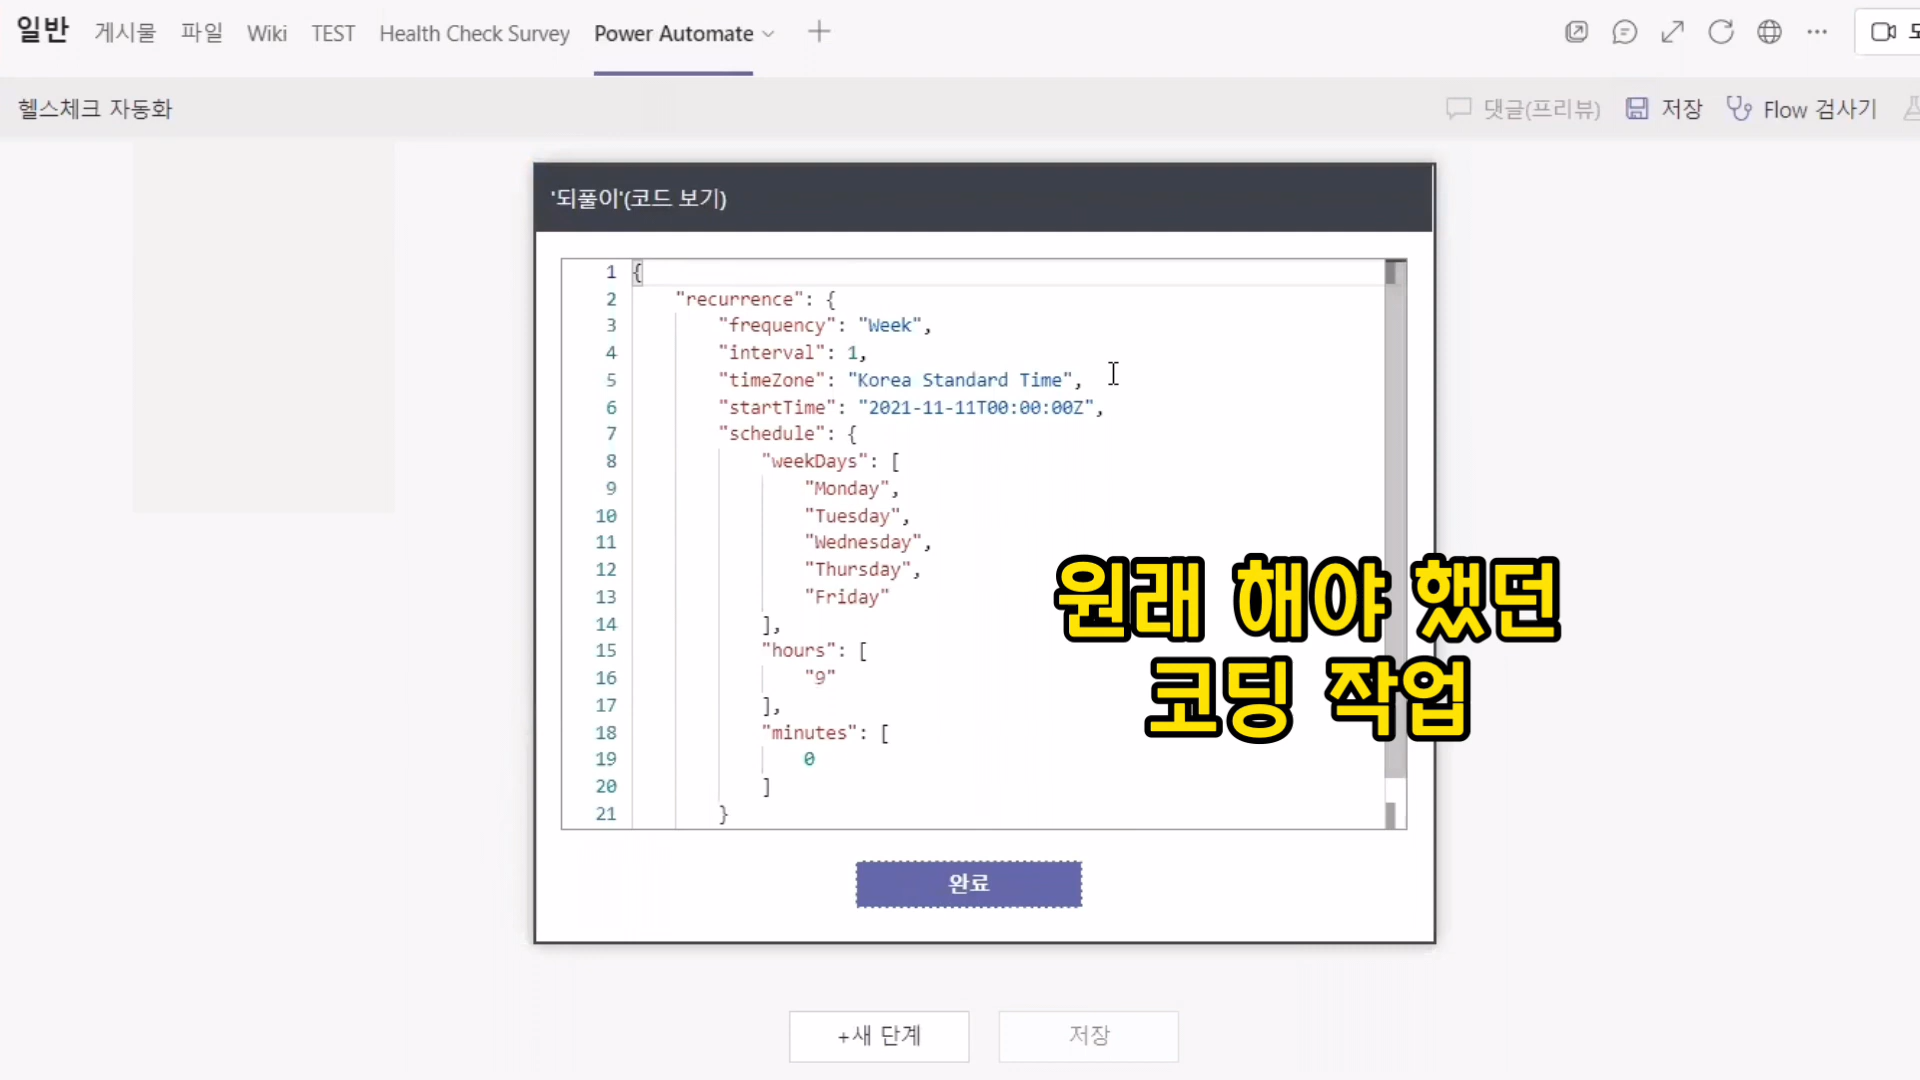 일반 게시물 파일 Wiki TEST Health Check Survey Power Automate
헬스체크 자동화 댓글(프리뷰) 저장 Flow 검사기
'되풀이'(코드 보기)
1 {
2 "recurrence": {
3 "frequency": "Week",
4 "interval": 1,
5 "timeZone": "Korea Standard Time",
6 "startTime": "2021-11-11T00:00:00Z",
7 "schedule": {
8 "weekDays": [
9 "Monday",
10 "Tuesday",
11 "Wednesday",
12 "Thursday",
13 "Friday"
14 ],
15 "hours": [
16 "9"
17 ],
18 "minutes": [
19 0
20 ]
21 }
원래 해야 했던
코딩 작업
완료
+새 단계 저장